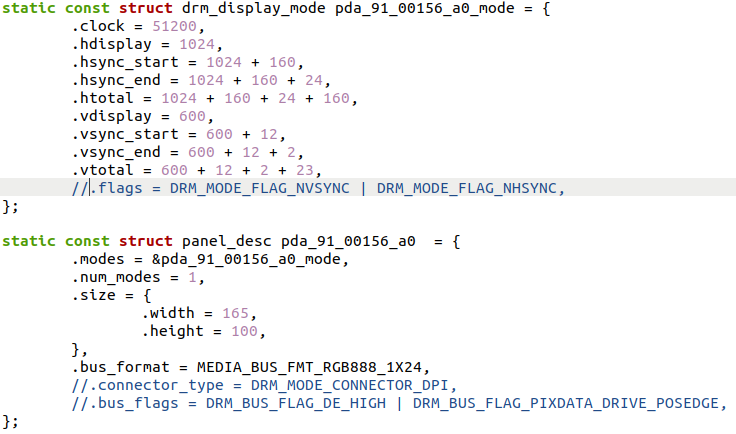 static const struct drm_display_mode pda_91_00156_a0_mode = {
        .clock = 51200,
        .hdisplay = 1024,
        .hsync_start = 1024 + 160,
        .hsync_end = 1024 + 160 + 24,
        .htotal = 1024 + 160 + 24 + 160,
        .vdisplay = 600,
        .vsync_start = 600 + 12,
        .vsync_end = 600 + 12 + 2,
        .vtotal = 600 + 12 + 2 + 23,
        //.flags = DRM_MODE_FLAG_NVSYNC | DRM_MODE_FLAG_NHSYNC,
};

static const struct panel_desc pda_91_00156_a0  = {
        .modes = &pda_91_00156_a0_mode,
        .num_modes = 1,
        .size = {
                .width = 165,
                .height = 100,
        },
        .bus_format = MEDIA_BUS_FMT_RGB888_1X24,
        //.connector_type = DRM_MODE_CONNECTOR_DPI,
        //.bus_flags = DRM_BUS_FLAG_DE_HIGH | DRM_BUS_FLAG_PIXDATA_DRIVE_POSEDGE,
};